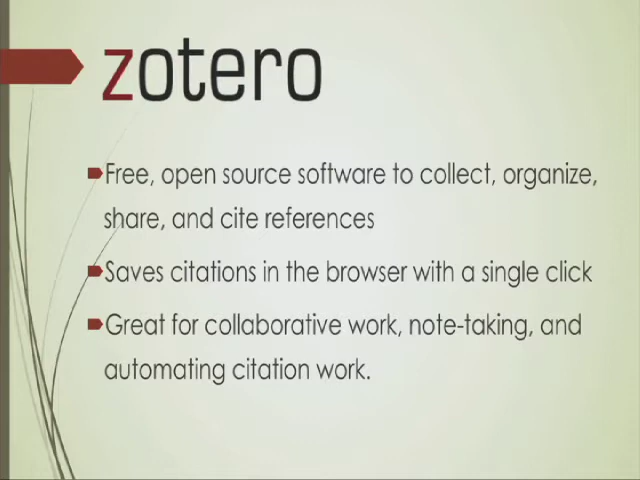 zotero
Free, open source software to collect, organize,
share, and cite references
Saves citations in the browser with a single click
Great for collaborative work, note-taking, and
automating citation work.